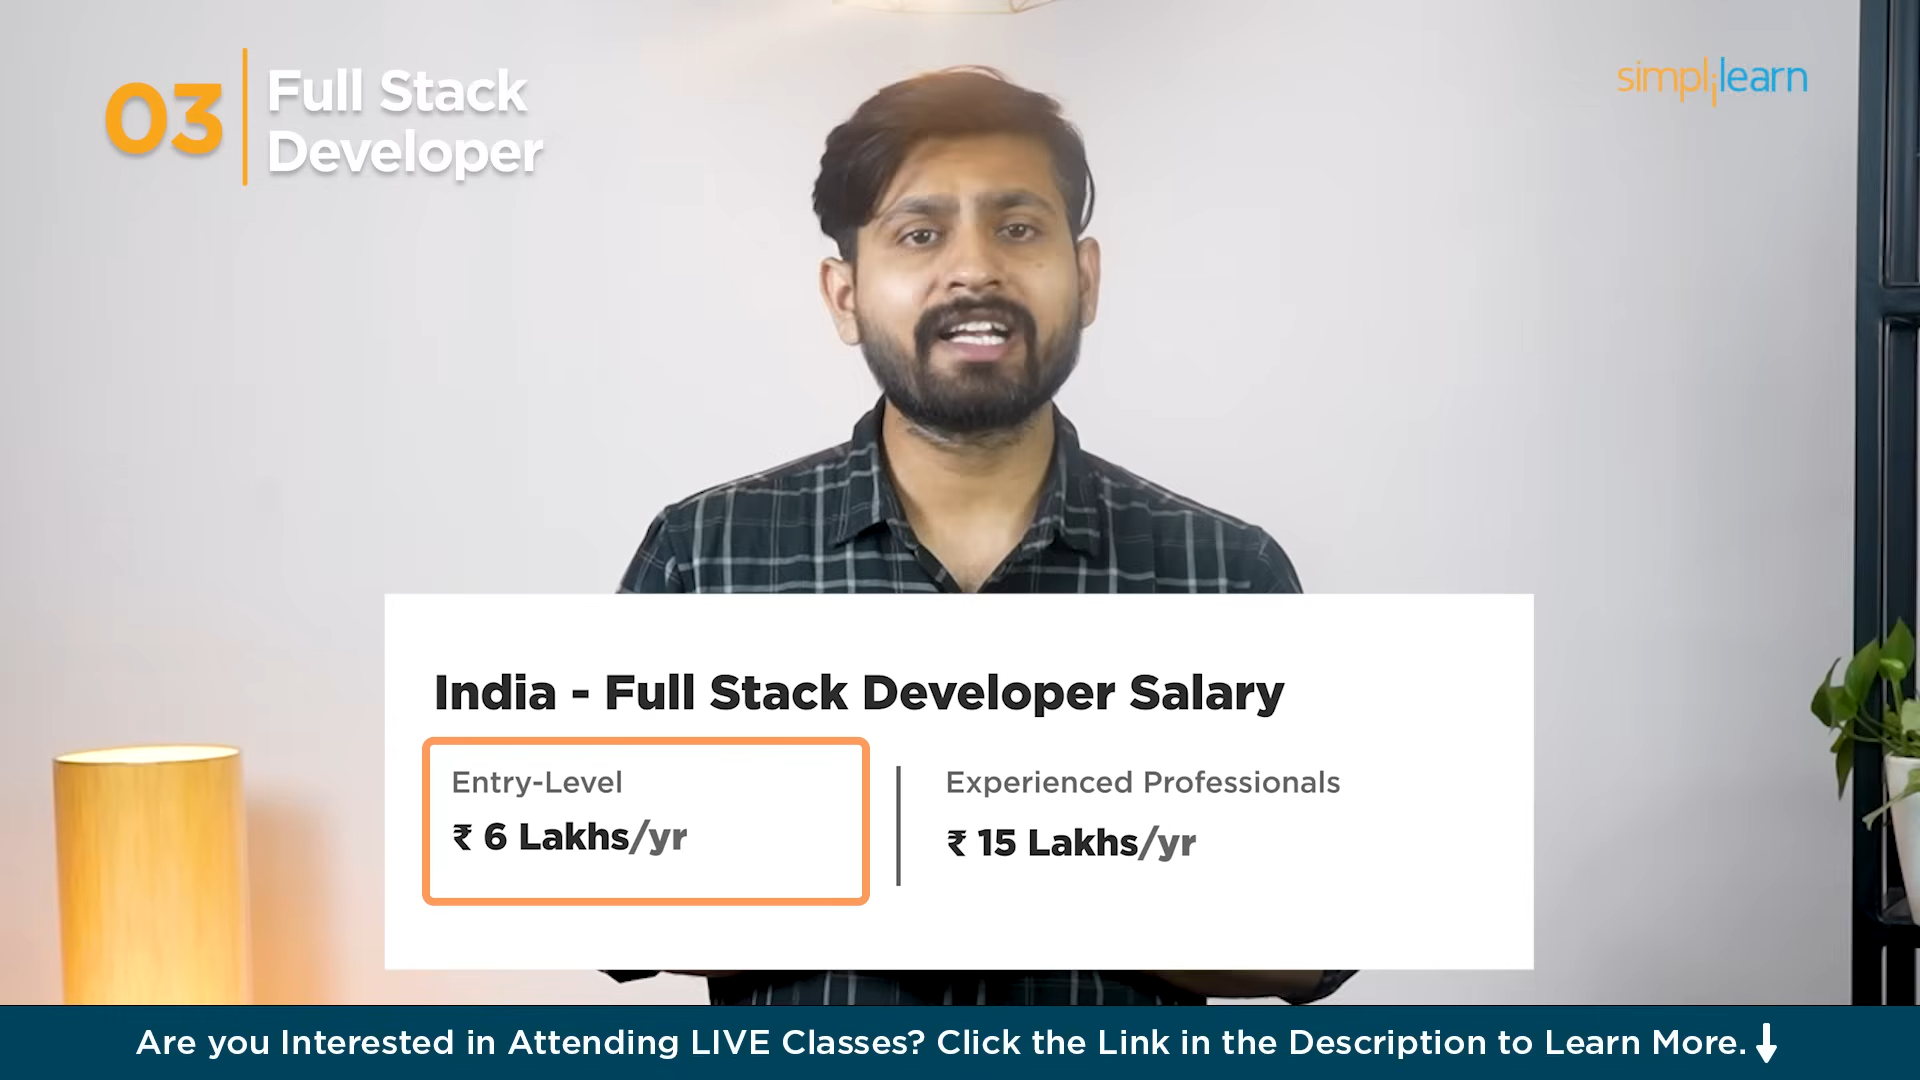 03
Full Stack
Developer
simplilearn
India - Full Stack Developer Salary
Entry-Level
₹ 6 Lakhs/yr
Experienced Professionals
₹ 15 Lakhs/yr
Are you Interested in Attending LIVE Classes? Click the Link in the Description to Learn More.